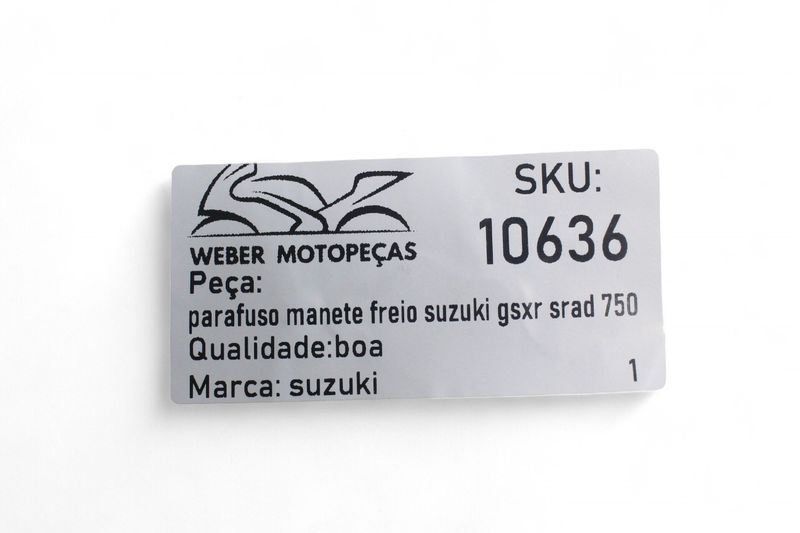 SKU:
10636
WEBER MOTOPEÇAS
Peça:
parafuso manete freio suzuki gsxr srad 750
Qualidade:boa
Marca: suzuki
1